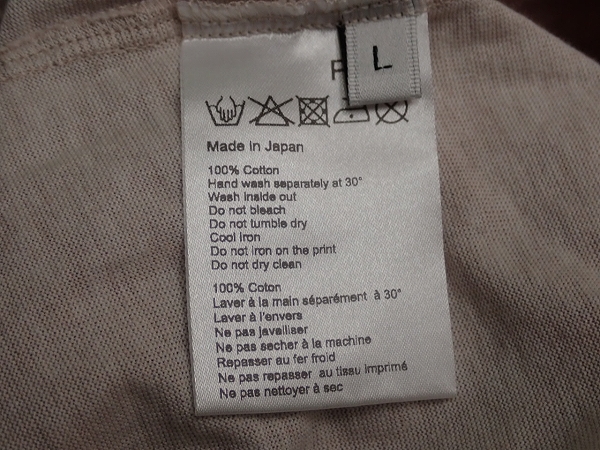 L
Made in Japan
100% Cotton
Hand wash separately at 30°
Wash inside out
Do not bleach
Do not tumble dry
Cool iron
Do not iron on the print
Do not dry clean
100% Coton
Laver à la main séparément à 30°
Laver à l'envers
Ne pas javelliser
Ne pas secher à la machine
Repasser au fer froid
Ne pas repasser au tissu imprimé
Ne pas nettoyer à sec